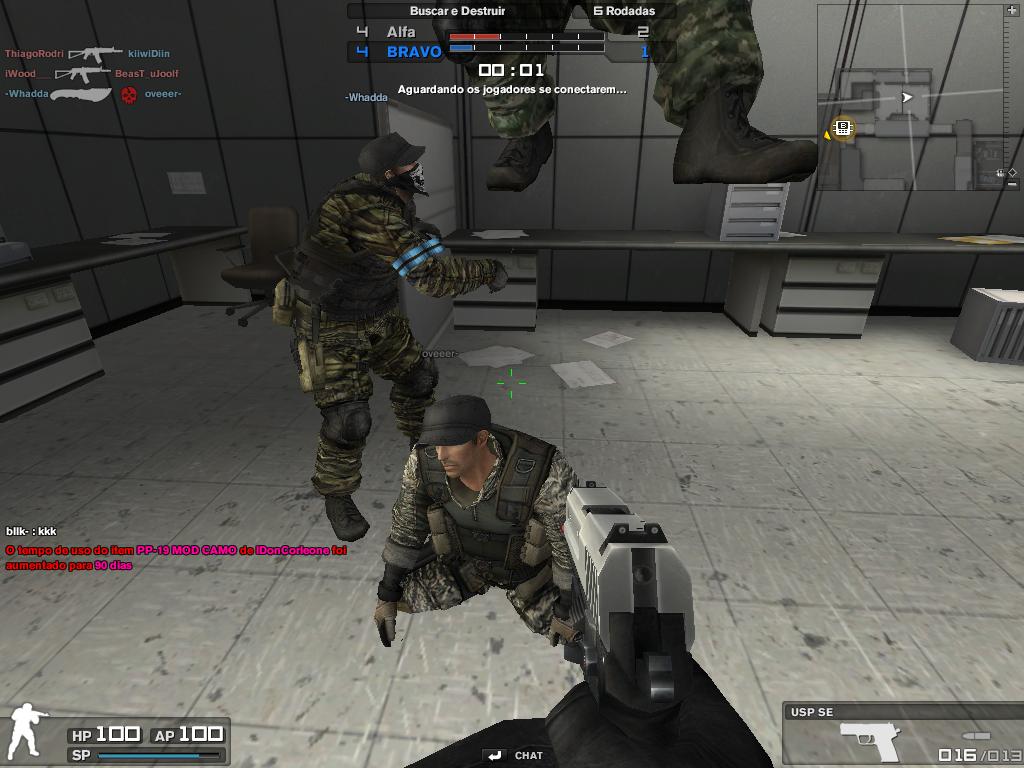 Buscar e Destruir 6 Rodadas
4 Alfa 2
4 BRAVO 1
00:01
Aguardando os jogadores se conectarem...
ThiagoRodri kiiwiDiin
iWood__ BeasT_uJoolf
-Whadda oveeer-
-Whadda
B
oveeer-
bllk- : kkk
O tempo de uso do item PP-19 MOD CAMO de IDonCorleone foi
aumentado para 90 dias
HP 100 AP 100
SP
CHAT
USP SE
016/013